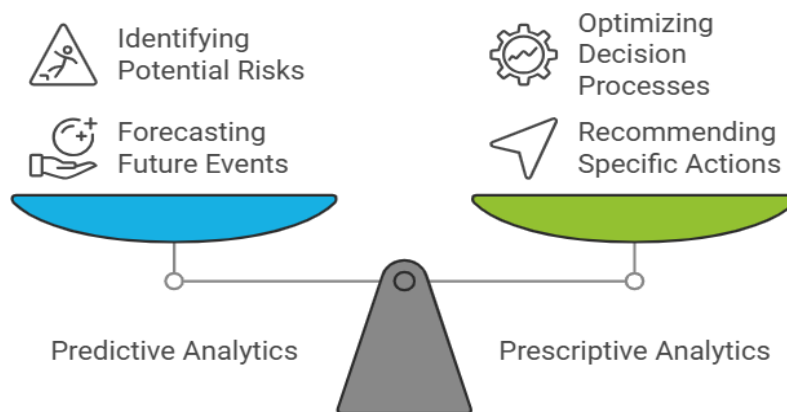 Identifying
Potential Risks
Forecasting
Future Events
Optimizing
Decision
Processes
Recommending
Specific Actions
Predictive Analytics
Prescriptive Analytics